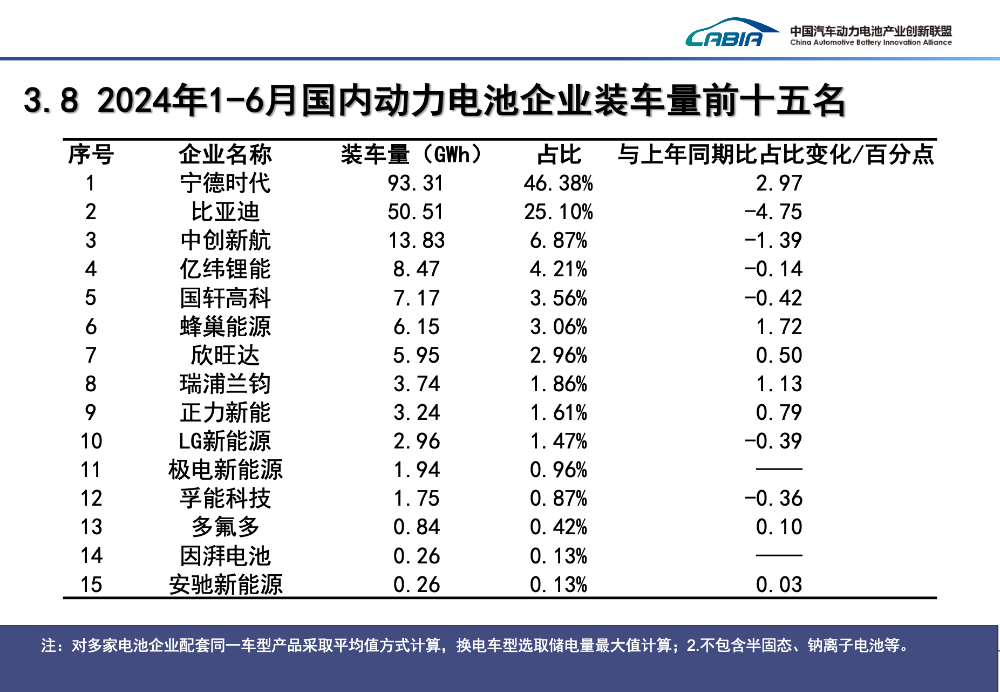 CABIA 中国汽车动力电池产业创新联盟
China Automotive Battery Innovation Alliance
3.8 2024年1-6月国内动力电池企业装车量前十五名
序号 企业名称 装车量（GWh） 占比 与上年同期比占比变化/百分点
1 宁德时代 93.31 46.38% 2.97
2 比亚迪 50.51 25.10% -4.75
3 中创新航 13.83 6.87% -1.39
4 亿纬锂能 8.47 4.21% -0.14
5 国轩高科 7.17 3.56% -0.42
6 蜂巢能源 6.15 3.06% 1.72
7 欣旺达 5.95 2.96% 0.50
8 瑞浦兰钧 3.74 1.86% 1.13
9 正力新能 3.24 1.61% 0.79
10 LG新能源 2.96 1.47% -0.39
11 极电新能源 1.94 0.96% ——
12 孚能科技 1.75 0.87% -0.36
13 多氟多 0.84 0.42% 0.10
14 因湃电池 0.26 0.13% ——
15 安驰新能源 0.26 0.13% 0.03
注：对多家电池企业配套同一车型产品采取平均值方式计算，换电车型选取储电量最大值计算；2.不包含半固态、钠离子电池等。